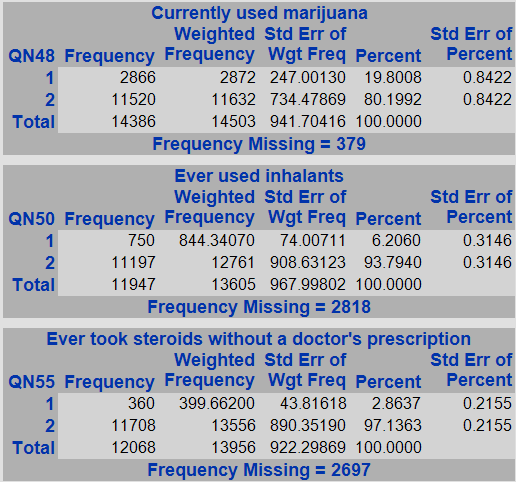 Currently used marijuana
Weighted Std Err of Std Err of
QN48 Frequency Frequency Wgt Freq Percent Percent
1 2866 2872 247.00130 19.8008 0.8422
2 11520 11632 734.47869 80.1992 0.8422
Total 14386 14503 941.70416 100.0000
Frequency Missing = 379
Ever used inhalants
Weighted Std Err of Std Err of
QN50 Frequency Frequency Wgt Freq Percent Percent
1 750 844.34070 74.00711 6.2060 0.3146
2 11197 12761 908.63123 93.7940 0.3146
Total 11947 13605 967.99802 100.0000
Frequency Missing = 2818
Ever took steroids without a doctor's prescription
Weighted Std Err of Std Err of
QN55 Frequency Frequency Wgt Freq Percent Percent
1 360 399.66200 43.81618 2.8637 0.2155
2 11708 13556 890.35190 97.1363 0.2155
Total 12068 13956 922.29869 100.0000
Frequency Missing = 2697